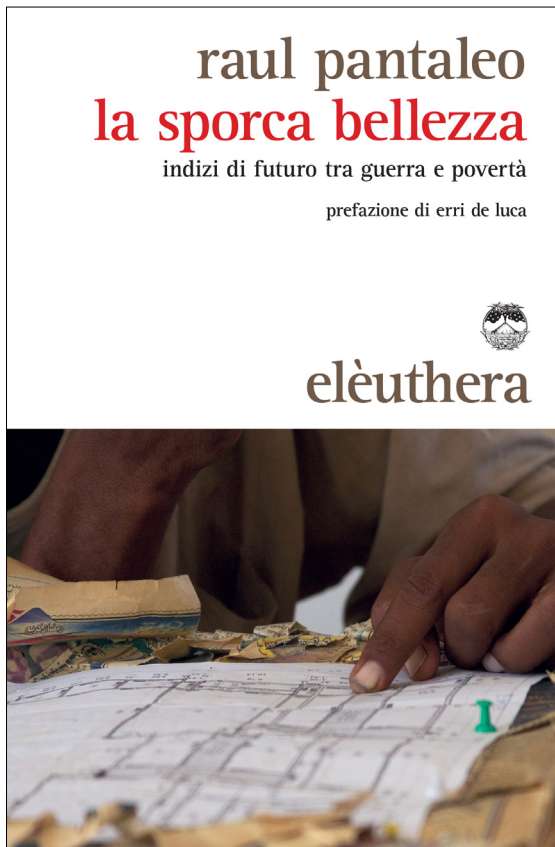 raul pantaleo
la sporca bellezza
indizi di futuro tra guerra e povertà
prefazione di erri de luca
elèuthera